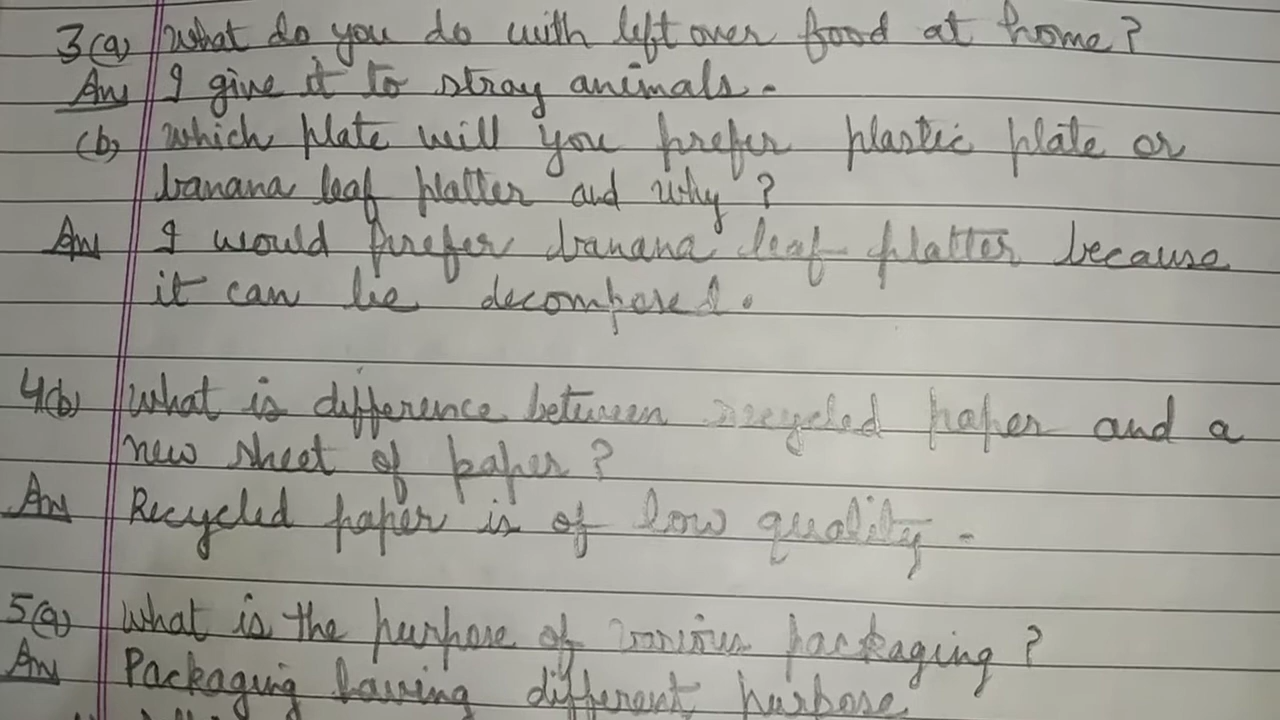 3(a) What do you do with left over food at home?
Ans I give it to stray animals.
(b) which plate will you prefer plastic plate or
banana leaf platter and why?
Ans I would prefer banana leaf platter because
it can be decomposed.
4(b) What is difference between recycled paper and a
new sheet of paper?
Ans Recycled paper is of low quality.
5(a) What is the purpose of various packaging?
Ans Packaging having different purpose